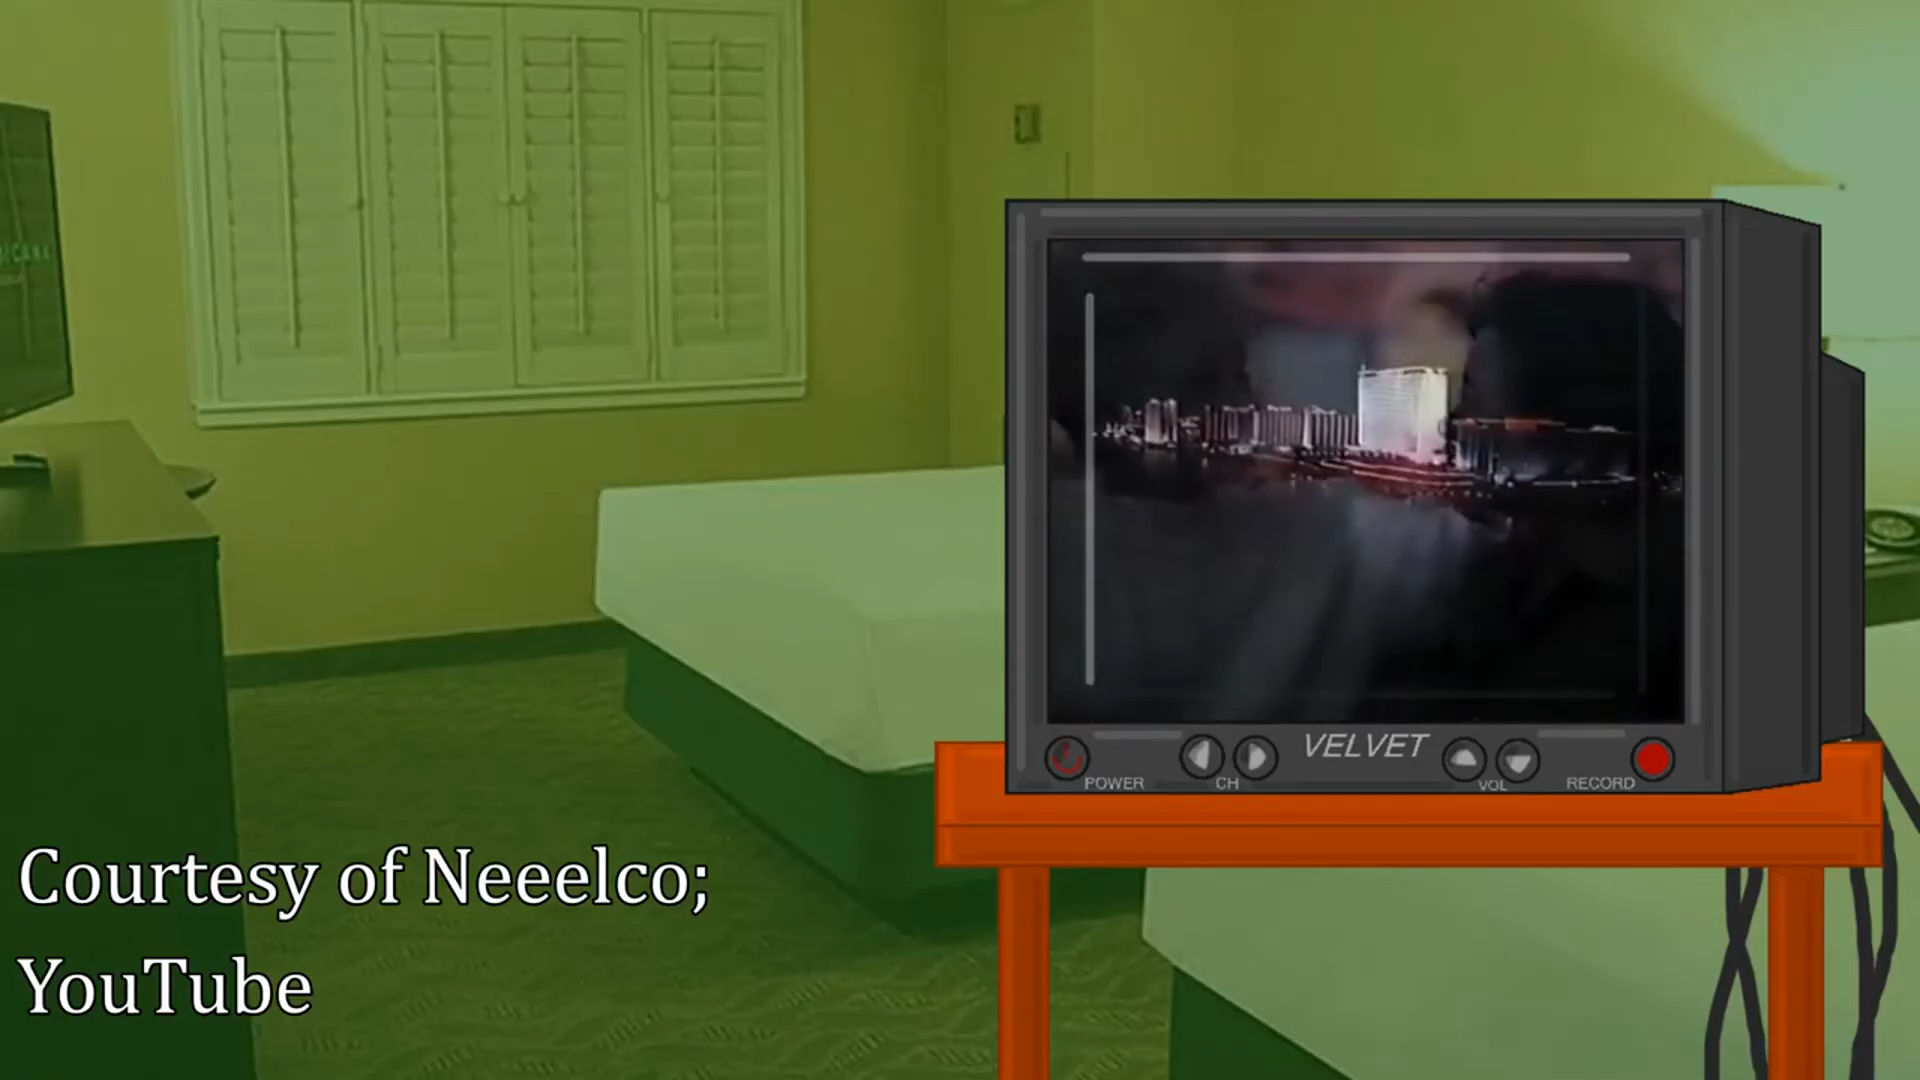 VELVET
POWER
CH
VOL
RECORD
Courtesy of Neeelco;
YouTube